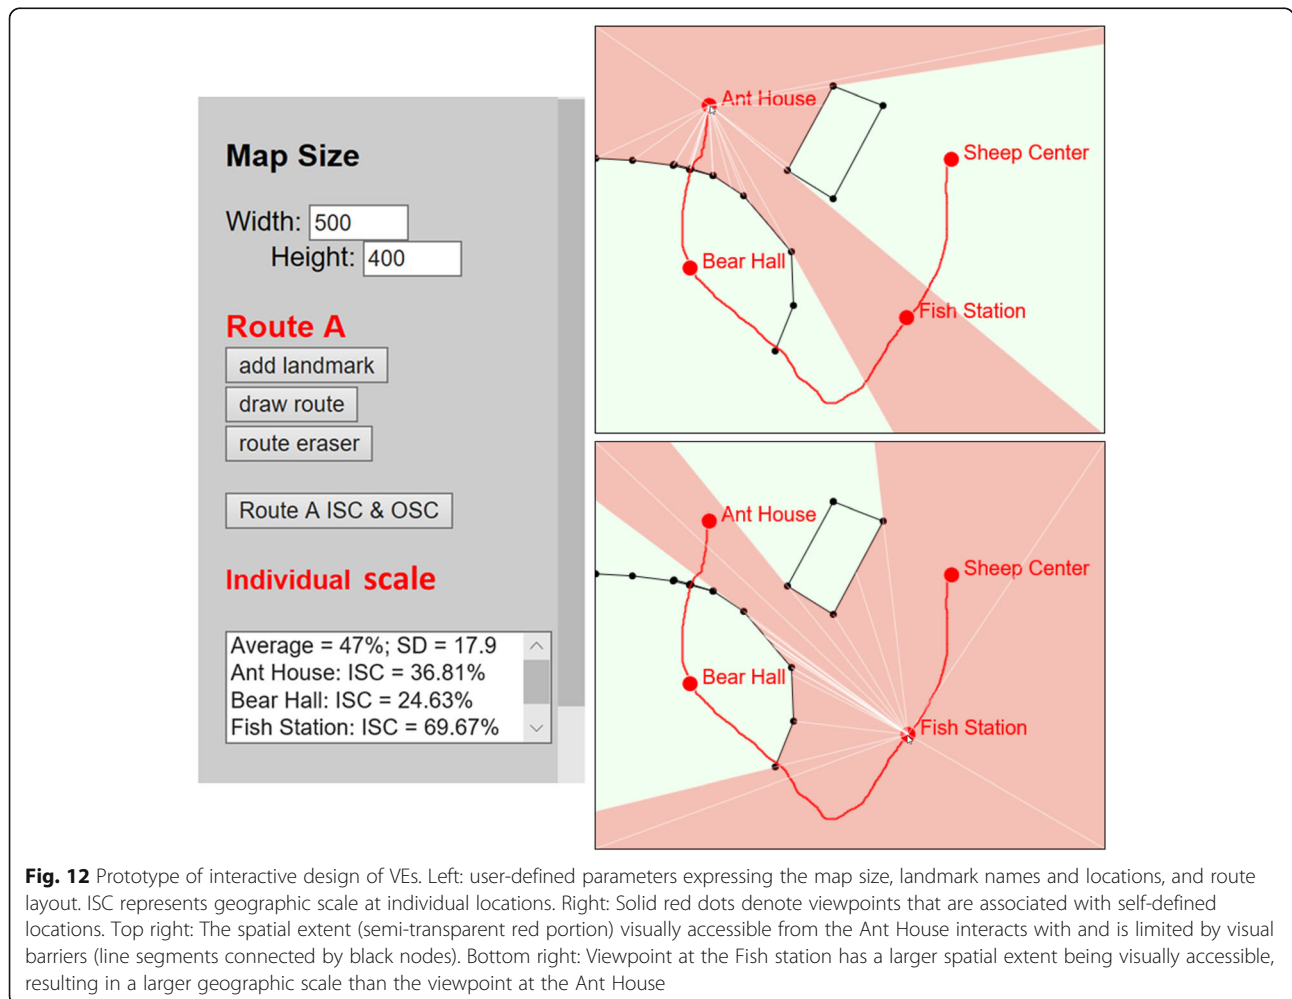 Map Size
Width: 500
Height: 400
Route A
add landmark
draw route
route eraser
Route A ISC & OSC
Individual scale
Average = 47%; SD = 17.9
Ant House: ISC = 36.81%
Bear Hall: ISC = 24.63%
Fish Station: ISC = 69.67%
Ant House
Sheep Center
Bear Hall
Fish Station
Ant House
Sheep Center
Bear Hall
Fish Station
Fig. 12 Prototype of interactive design of VEs. Left: user-defined parameters expressing the map size, landmark names and locations, and route
layout. ISC represents geographic scale at individual locations. Right: Solid red dots denote viewpoints that are associated with self-defined
locations. Top right: The spatial extent (semi-transparent red portion) visually accessible from the Ant House interacts with and is limited by visual
barriers (line segments connected by black nodes). Bottom right: Viewpoint at the Fish station has a larger spatial extent being visually accessible,
resulting in a larger geographic scale than the viewpoint at the Ant House